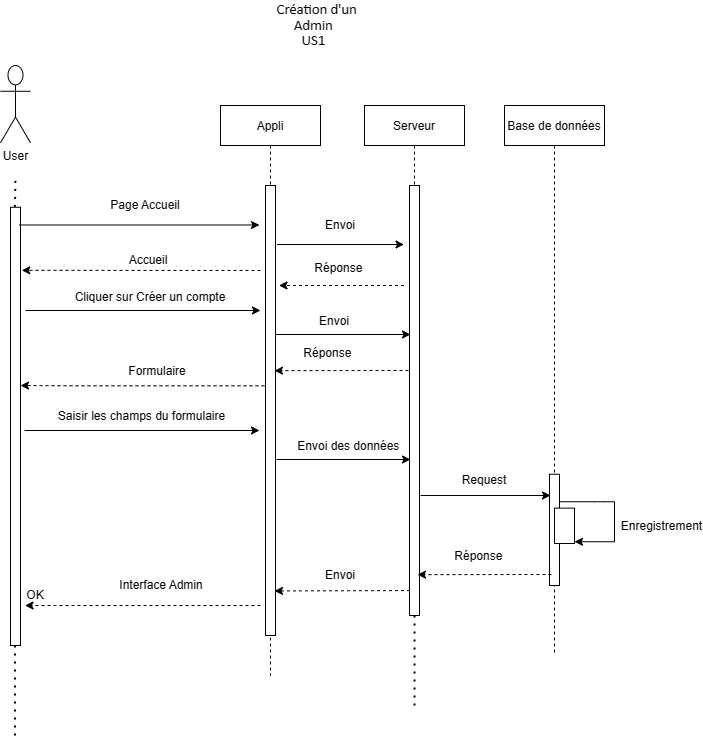 Création d'un
Admin
US1
User
Appli
Serveur
Base de données
Page Accueil
Envoi
Accueil
Réponse
Cliquer sur Créer un compte
Envoi
Réponse
Formulaire
Saisir les champs du formulaire
Envoi des données
Request
Enregistrement
Réponse
Envoi
Interface Admin
OK